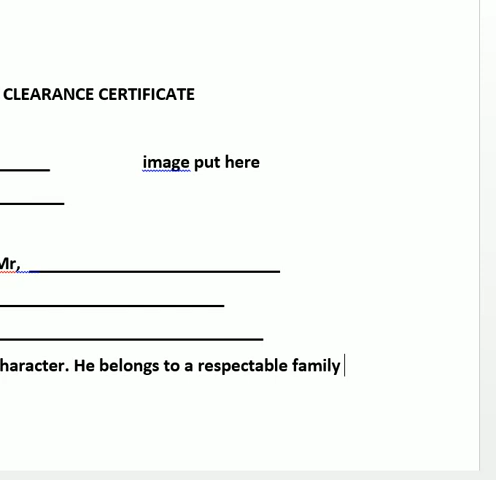 CLEARANCE CERTIFICATE
image put here
Mr,
haracter. He belongs to a respectable family